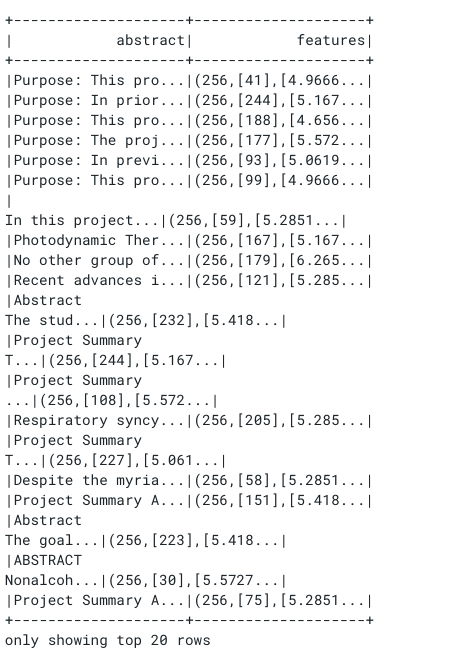 +--------------------+--------------------+
|            abstract|            features|
+--------------------+--------------------+
|Purpose: This pro...|(256,[41],[4.9666...|
|Purpose: In prior...|(256,[244],[5.167...|
|Purpose: This pro...|(256,[188],[4.656...|
|Purpose: The proj...|(256,[177],[5.572...|
|Purpose: In previ...|(256,[93],[5.0619...|
|Purpose: This pro...|(256,[99],[4.9666...|
|
In this project...|(256,[59],[5.2851...|
|Photodynamic Ther...|(256,[167],[5.167...|
|No other group of...|(256,[179],[6.265...|
|Recent advances i...|(256,[121],[5.285...|
|Abstract
The stud...|(256,[232],[5.418...|
|Project Summary
T...|(256,[244],[5.167...|
|Project Summary
...|(256,[108],[5.572...|
|Respiratory syncy...|(256,[205],[5.285...|
|Project Summary
T...|(256,[227],[5.061...|
|Despite the myria...|(256,[58],[5.2851...|
|Project Summary A...|(256,[151],[5.418...|
|Abstract
The goal...|(256,[223],[5.418...|
|ABSTRACT
Nonalcoh...|(256,[30],[5.5727...|
|Project Summary A...|(256,[75],[5.2851...|
+--------------------+--------------------+
only showing top 20 rows